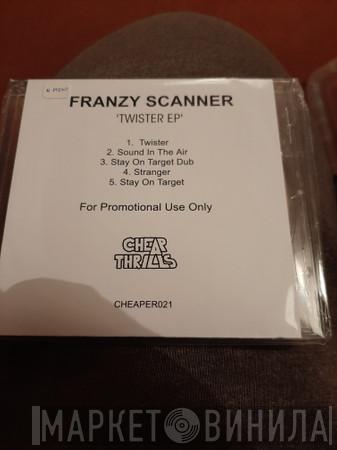 FRANZY SCANNER
'TWISTER EP'
1. Twister
2. Sound In The Air
3. Stay On Target Dub
4. Stranger
5. Stay On Target
For Promotional Use Only
CHEAP
THRILLS
CHEAPER021
МАРКЕТ ВИНИЛА